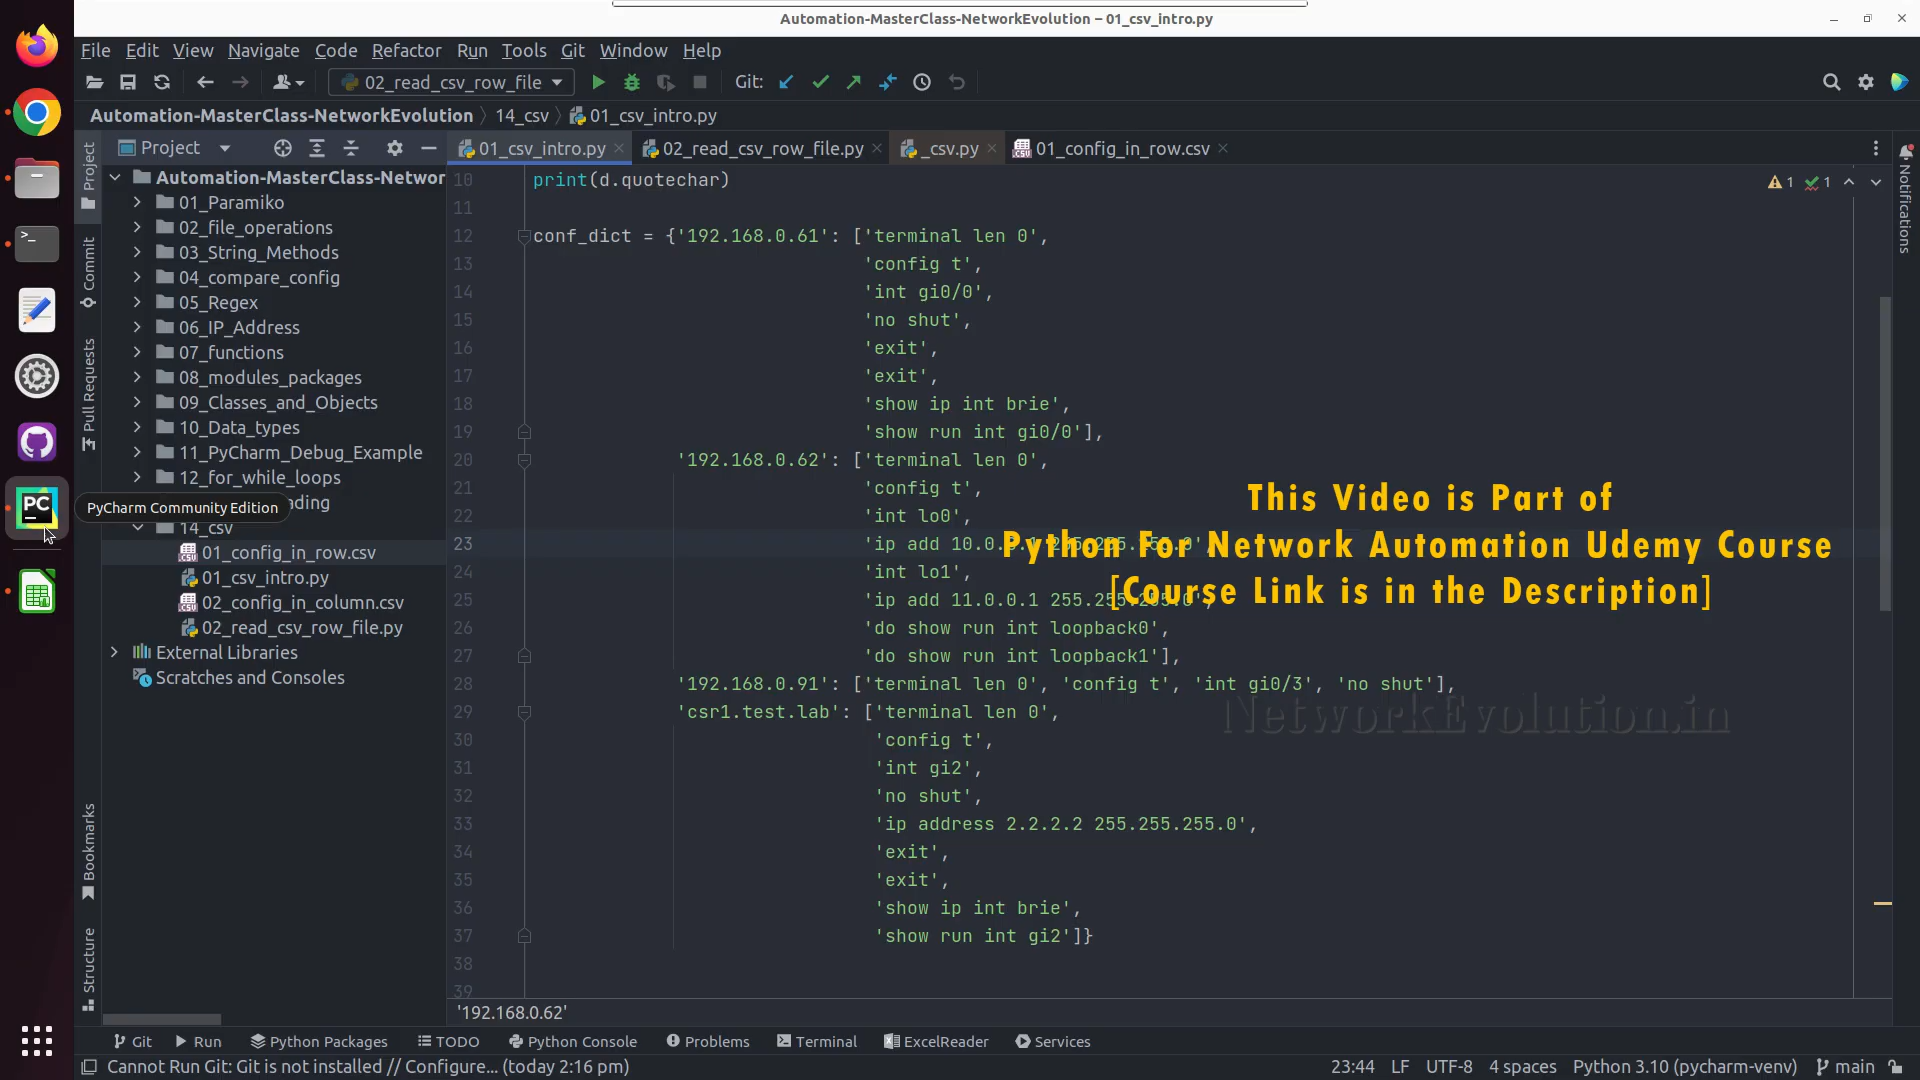 Automation-MasterClass-NetworkEvolution – 01_csv_intro.py
File Edit View Navigate Code Refactor Run Tools Git Window Help
02_read_csv_row_file
Git:
Automation-MasterClass-NetworkEvolution 14_csv 01_csv_intro.py
Project
01_csv_intro.py
02_read_csv_row_file.py
_csv.py
01_config_in_row.csv
Project
Commit
Pull Requests
Bookmarks
Structure
Notifications
Automation-MasterClass-Networ
01_Paramiko
02_file_operations
03_String_Methods
04_compare_config
05_Regex
06_IP_Address
07_functions
08_modules_packages
09_Classes_and_Objects
10_Data_types
11_PyCharm_Debug_Example
12_for_while_loops
ading
PyCharm Community Edition
14_csv
01_config_in_row.csv
01_csv_intro.py
02_config_in_column.csv
02_read_csv_row_file.py
External Libraries
Scratches and Consoles
PC
1 1
10 print(d.quotechar)
11
12 conf_dict = {'192.168.0.61': ['terminal len 0',
13 'config t',
14 'int gi0/0',
15 'no shut',
16 'exit',
17 'exit',
18 'show ip int brie',
19 'show run int gi0/0'],
20 '192.168.0.62': ['terminal len 0',
21 'config t',
22 'int lo0',
23 'ip add 10.0.0.1 255.255.255.0',
24 'int lo1',
25 'ip add 11.0.0.1 255.255.255.0',
26 'do show run int loopback0',
27 'do show run int loopback1'],
28 '192.168.0.91': ['terminal len 0', 'config t', 'int gi0/3', 'no shut'],
29 'csr1.test.lab': ['terminal len 0',
30 'config t',
31 'int gi2',
32 'no shut',
33 'ip address 2.2.2.2 255.255.255.0',
34 'exit',
35 'exit',
36 'show ip int brie',
37 'show run int gi2']}
38
39
This Video is Part of
Python for Network Automation Udemy Course
[Course Link is in the Description]
NetworkEvolution.in
'192.168.0.62'
Git Run Python Packages TODO Python Console Problems Terminal ExcelReader Services
Cannot Run Git: Git is not installed // Configure... (today 2:16 pm)
23:44 LF UTF-8 4 spaces Python 3.10 (pycharm-venv) main